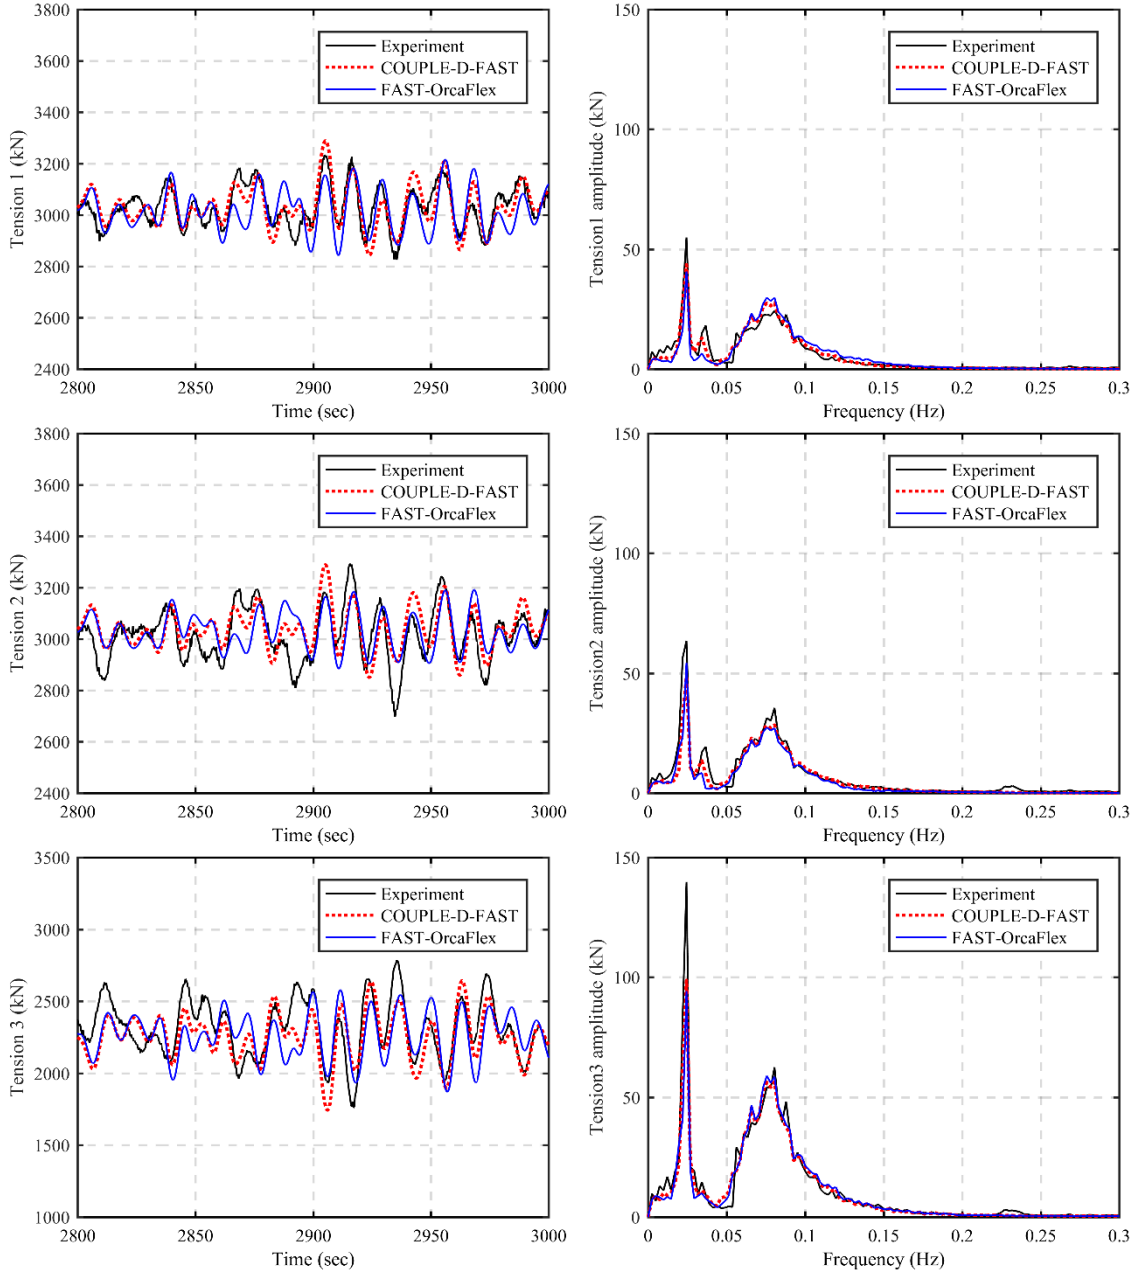 3800
3600
3400
3200
3000
2800
2600
2400
Tension 1 (kN)
2800
2850
2900
2950
3000
Time (sec)
Experiment
COUPLE-D-FAST
FAST-OrcaFlex
150
100
50
0
Tension1 amplitude (kN)
0
0.05
0.1
0.15
0.2
0.25
0.3
Frequency (Hz)
Experiment
COUPLE-D-FAST
FAST-OrcaFlex
3800
3600
3400
3200
3000
2800
2600
2400
Tension 2 (kN)
2800
2850
2900
2950
3000
Time (sec)
Experiment
COUPLE-D-FAST
FAST-OrcaFlex
150
100
50
0
Tension2 amplitude (kN)
0
0.05
0.1
0.15
0.2
0.25
0.3
Frequency (Hz)
Experiment
COUPLE-D-FAST
FAST-OrcaFlex
3500
3000
2500
2000
1500
1000
Tension 3 (kN)
2800
2850
2900
2950
3000
Time (sec)
Experiment
COUPLE-D-FAST
FAST-OrcaFlex
150
100
50
0
Tension3 amplitude (kN)
0
0.05
0.1
0.15
0.2
0.25
0.3
Frequency (Hz)
Experiment
COUPLE-D-FAST
FAST-OrcaFlex